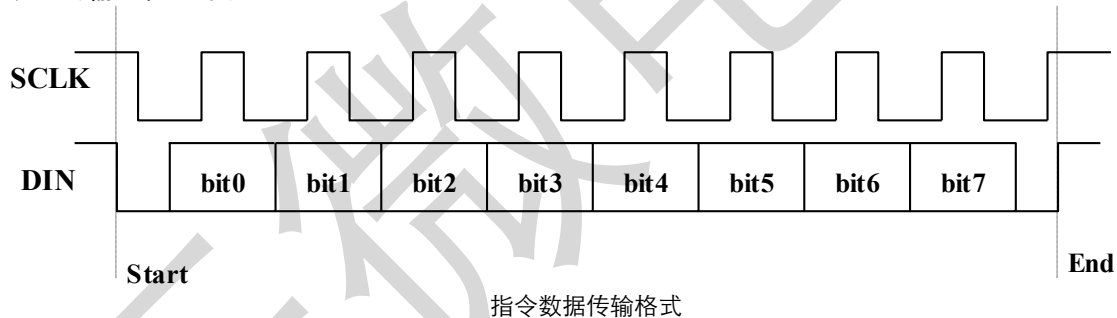 SCLK
DIN
bit0 bit1 bit2 bit3 bit4 bit5 bit6 bit7
Start
End
指令数据传输格式